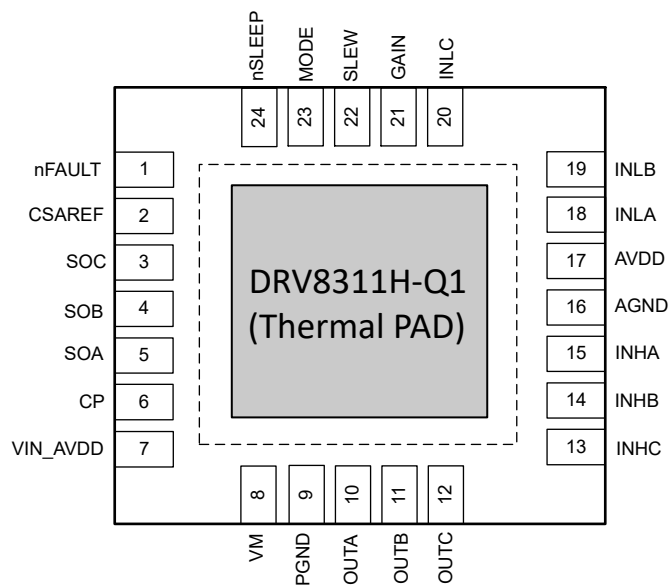 nSLEEP
MODE
SLEW
GAIN
INLC
24
23
22
21
20
nFAULT 1
CSAREF 2
SOC 3
SOB 4
SOA 5
CP 6
VIN_AVDD 7
DRV8311H-Q1
(Thermal PAD)
19 INLB
18 INLA
17 AVDD
16 AGND
15 INHA
14 INHB
13 INHC
8
9
10
11
12
VM
PGND
OUTA
OUTB
OUTC